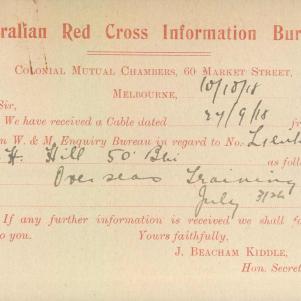 ralian Red Cross Information Bur
COLONIAL MUTUAL CHAMBERS, 60 MARKET STREET,
MELBOURNE, 10/10/18
Sir,
We have received a Cable dated 27/9/18
n W. & M. Enquiry Bureau in regard to No. Lieut
H. Hill 50 Bn
as follo
Overseas Training
July
If any further information is received we shall
o you. Yours faithfully,
J. BEACHAM KIDDLE,
Hon. Secret